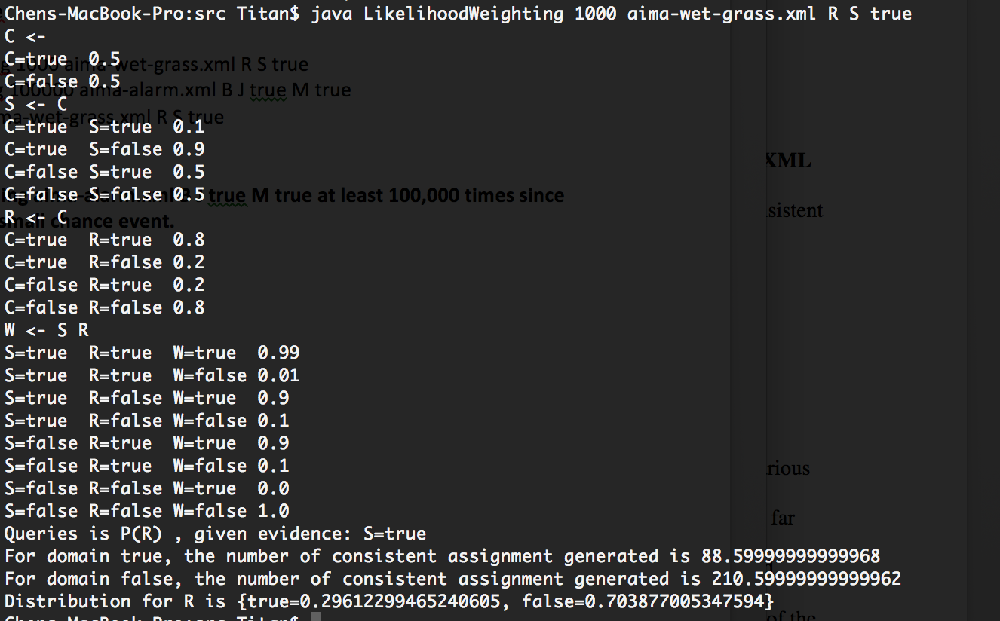 Chens-MacBook-Pro:src Titan$ java LikelihoodWeighting 1000 aima-wet-grass.xml R S true
C <-
C=true  0.5
C=false 0.5
S <- C
C=true  S=true  0.1
C=true  S=false 0.9
C=false S=true  0.5
C=false S=false 0.5
R <- C
C=true  R=true  0.8
C=true  R=false 0.2
C=false R=true  0.2
C=false R=false 0.8
W <- S R
S=true  R=true  W=true  0.99
S=true  R=true  W=false 0.01
S=true  R=false W=true  0.9
S=true  R=false W=false 0.1
S=false R=true  W=true  0.9
S=false R=true  W=false 0.1
S=false R=false W=true  0.0
S=false R=false W=false 1.0
Queries is P(R) , given evidence: S=true
For domain true, the number of consistent assignment generated is 88.59999999999968
For domain false, the number of consistent assignment generated is 210.59999999999962
Distribution for R is {true=0.29612299465240605, false=0.703877005347594}
Chens-MacBook-Pro:src Titan$
1000 aima-wet-grass.xml R S true
100000 aima-alarm.xml B J true M true
-wet-grass.xml R S true
true M true at least 100,000 times since
small chance event.
XML
sistent
rious
far
of the